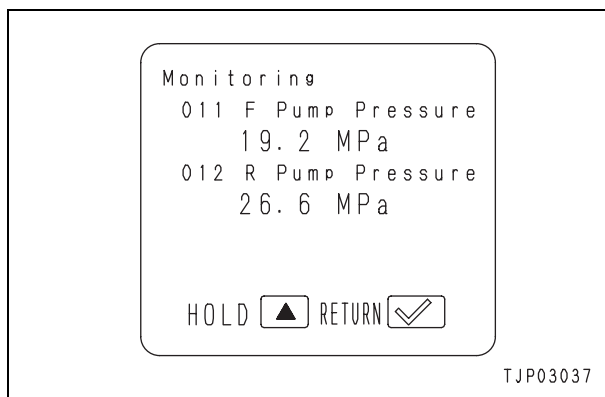 Monitoring
011 F Pump Pressure
19.2 MPa
012 R Pump Pressure
26.6 MPa
HOLD ▲ RETURN ✓
TJP03037